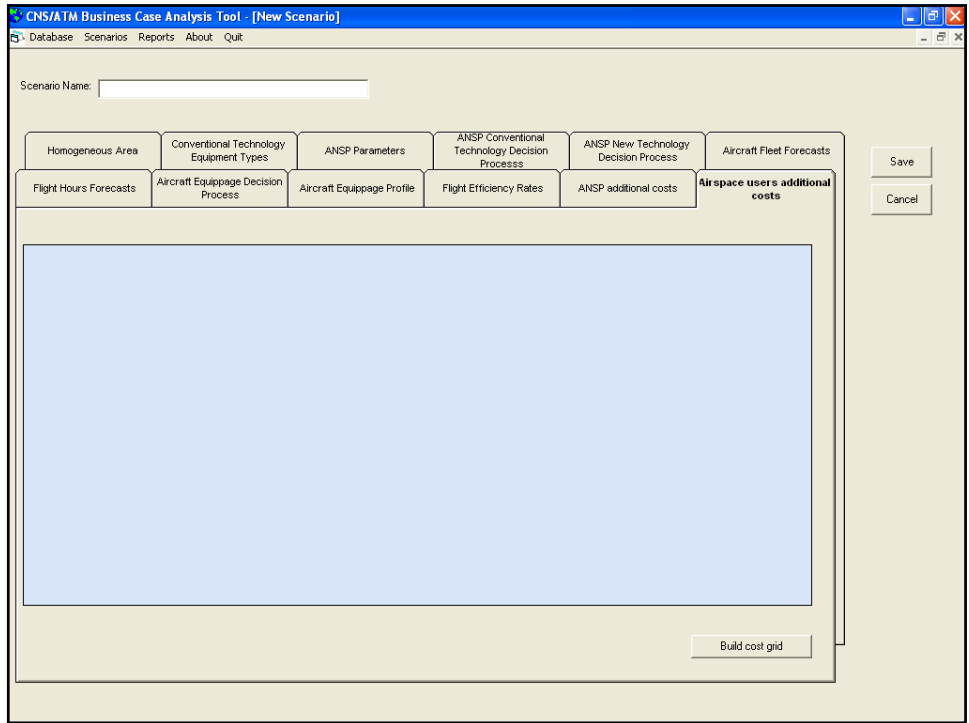 CNS/ATM Business Case Analysis Tool - [New Scenario]
Database Scenarios Reports About Quit
Scenario Name:
Homogeneous Area
Conventional Technology
Equipment Types
ANSP Parameters
ANSP Conventional
Technology Decision
Processs
ANSP New Technology
Decision Process
Aircraft Fleet Forecasts
Save
Flight Hours Forecasts
Aircraft Equippage Decision
Process
Aircraft Equippage Profile
Flight Efficiency Rates
ANSP additional costs
Airspace users additional
costs
Cancel
Build cost grid